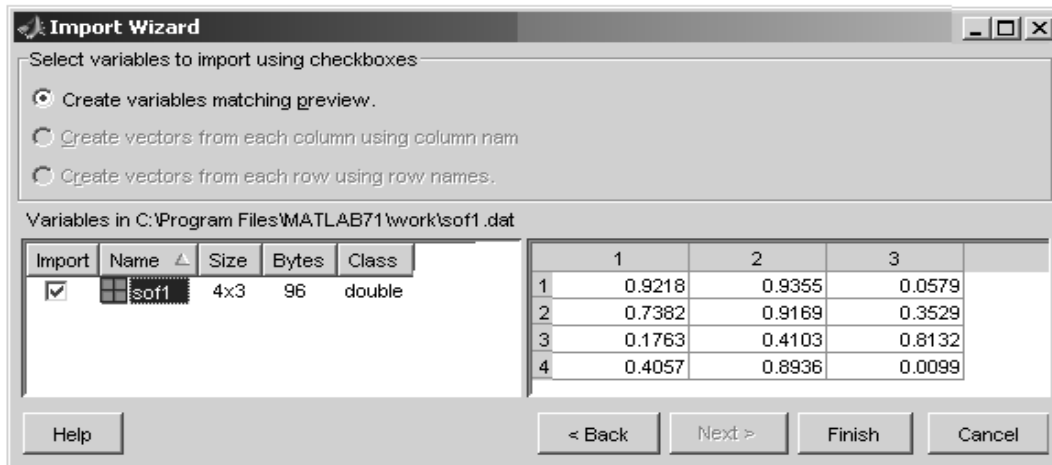 Import Wizard
Select variables to import using checkboxes
Create variables matching preview.
Create vectors from each column using column nam
Create vectors from each row using row names.
Variables in C:\Program Files\MATLAB71\work\sof1.dat
Import Name Size Bytes Class
sof1 4x3 96 double
1 2 3
1 0.9218 0.9355 0.0579
2 0.7382 0.9169 0.3529
3 0.1763 0.4103 0.8132
4 0.4057 0.8936 0.0099
Help < Back Next > Finish Cancel